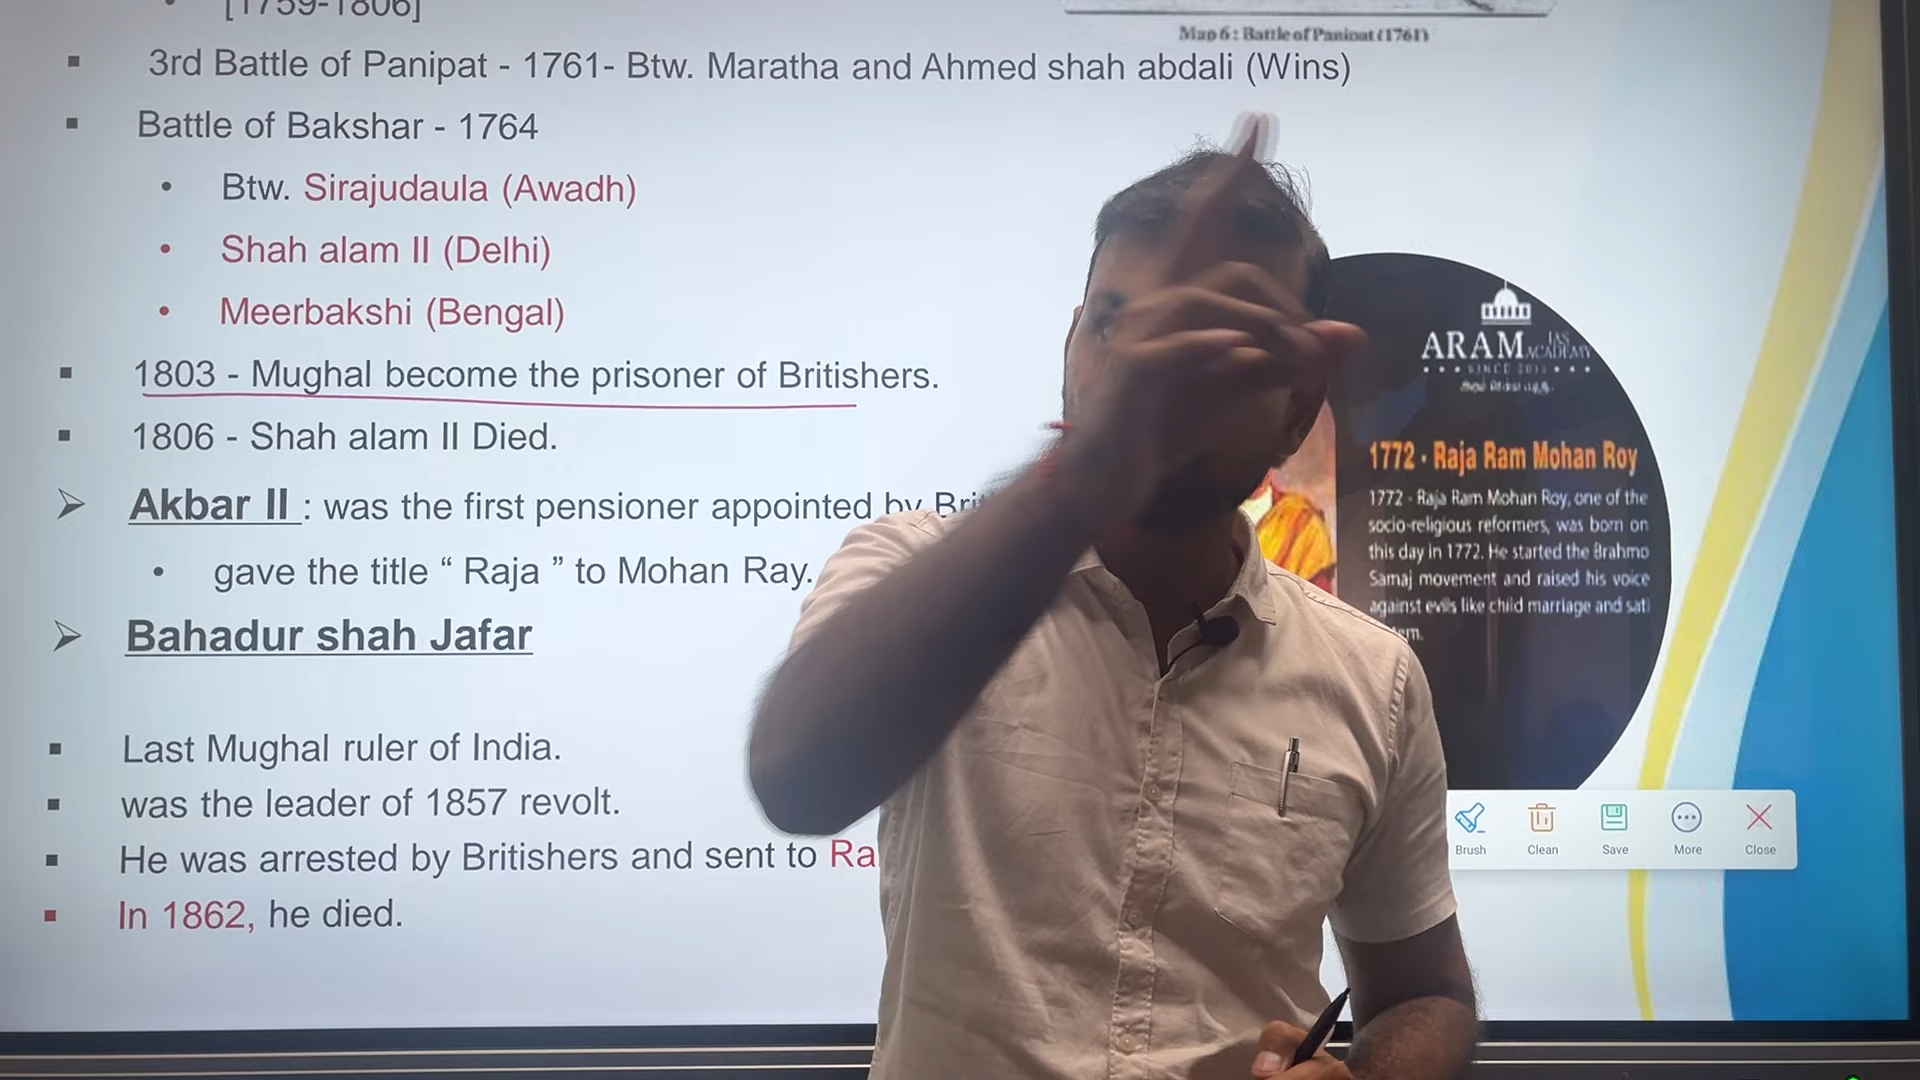 [1759-1806]
Map 6 : Battle of Panipat (1761)
3rd Battle of Panipat - 1761- Btw. Maratha and Ahmed shah abdali (Wins)
Battle of Bakshar - 1764
Btw. Sirajudaula (Awadh)
Shah alam II (Delhi)
Meerbakshi (Bengal)
1803 - Mughal become the prisoner of Britishers.
1806 - Shah alam II Died.
Akbar II : was the first pensioner appointed by Bri
gave the title “ Raja ” to Mohan Ray.
Bahadur shah Jafar
Last Mughal ruler of India.
was the leader of 1857 revolt.
He was arrested by Britishers and sent to Ra
In 1862, he died.
ARAM IAS ACADEMY
SINCE 2011
1772 - Raja Ram Mohan Roy
1772 - Raja Ram Mohan Roy, one of the
socio-religious reformers, was born on
this day in 1772. He started the Brahmo
Samaj movement and raised his voice
against evils like child marriage and sati
tem.
Brush Clean Save More Close